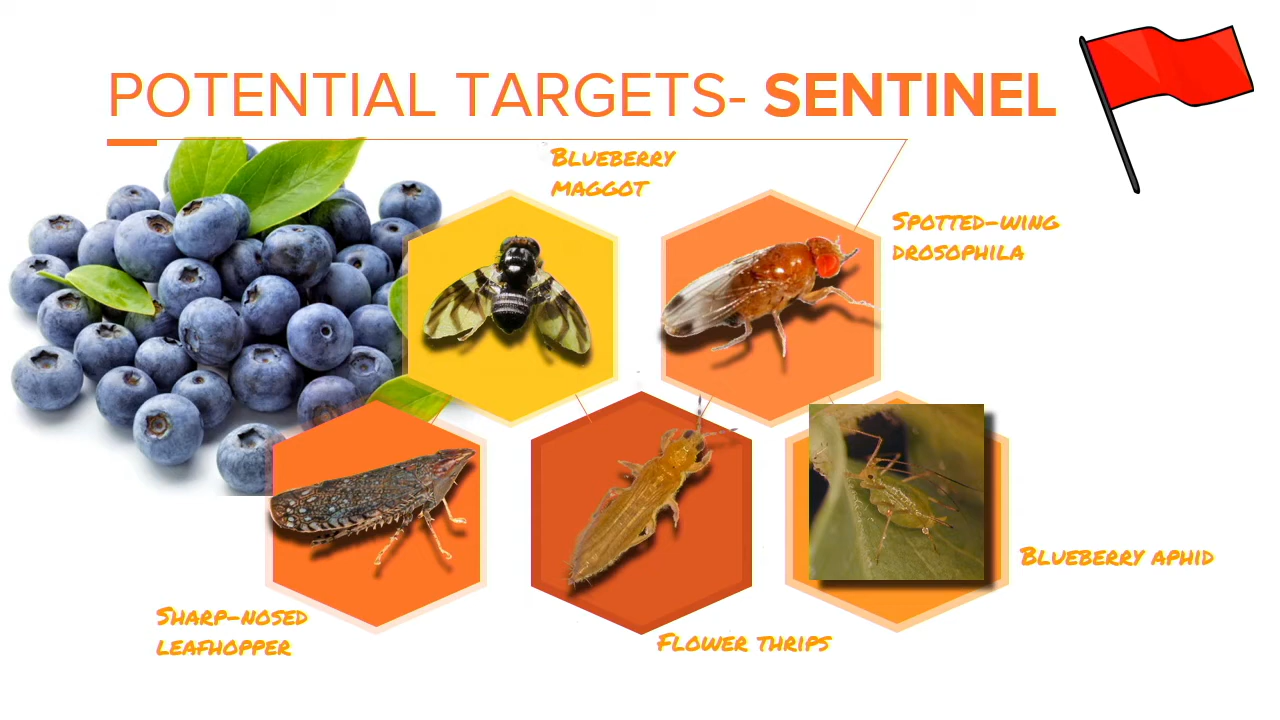 POTENTIAL TARGETS- SENTINEL
Blueberry
maggot
Spotted-wing
drosophila
Blueberry aphid
Sharp-nosed
leafhopper
Flower thrips